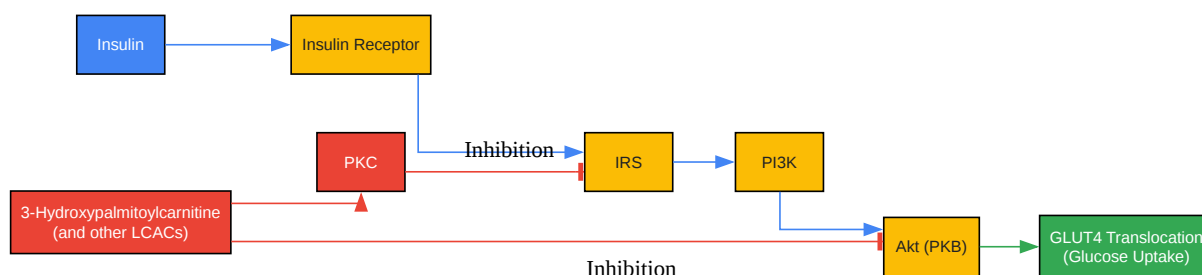 Insulin
Insulin Receptor
Inhibition
PKC
IRS
PI3K
3-Hydroxypalmitoylcarnitine
(and other LCACs)
Akt (PKB)
GLUT4 Translocation
(Glucose Uptake)
Inhibition